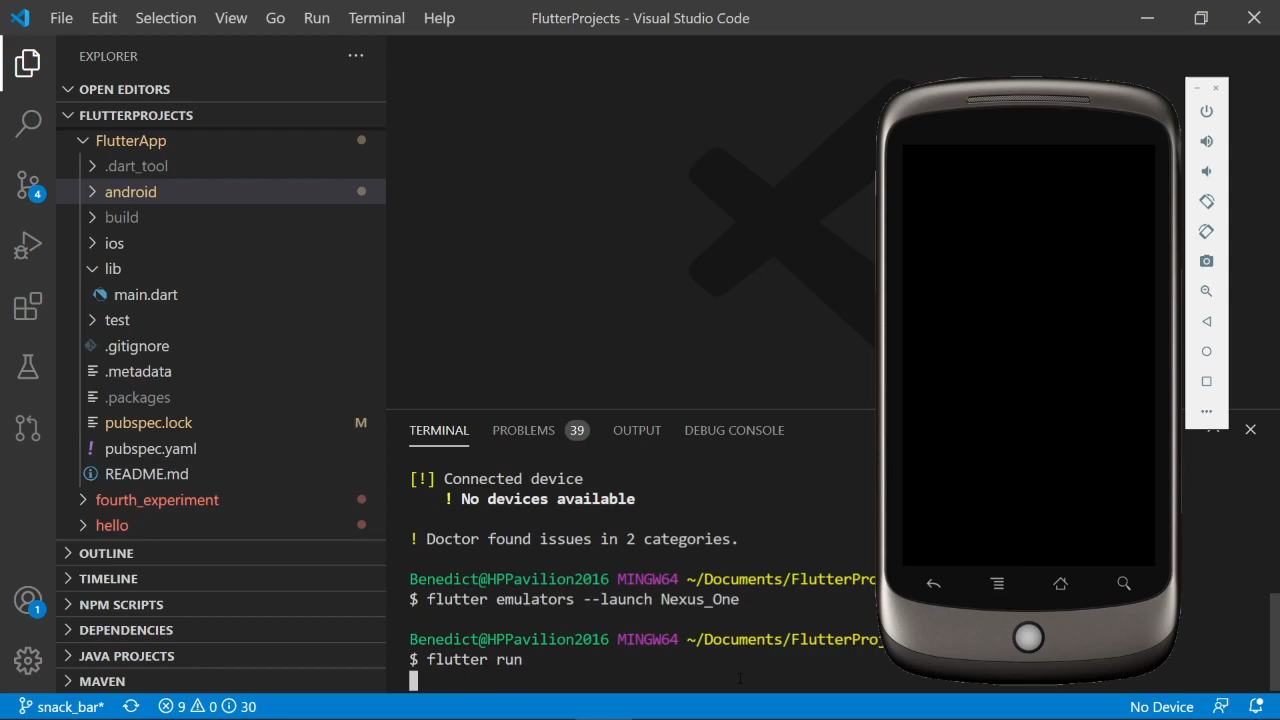 File Edit Selection View Go Run Terminal Help
FlutterProjects - Visual Studio Code
EXPLORER
OPEN EDITORS
FLUTTERPROJECTS
FlutterApp
.dart_tool
android
build
ios
lib
main.dart
test
.gitignore
.metadata
.packages
pubspec.lock M
pubspec.yaml
README.md
fourth_experiment
hello
OUTLINE
TIMELINE
NPM SCRIPTS
DEPENDENCIES
JAVA PROJECTS
MAVEN
4
1
TERMINAL PROBLEMS 39 OUTPUT DEBUG CONSOLE
[!] Connected device
! No devices available
! Doctor found issues in 2 categories.
Benedict@HPPavilion2016 MINGW64 ~/Documents/FlutterPro
$ flutter emulators --launch Nexus_One
Benedict@HPPavilion2016 MINGW64 ~/Documents/FlutterProj
$ flutter run
snack_bar* 9 0 30 No Device